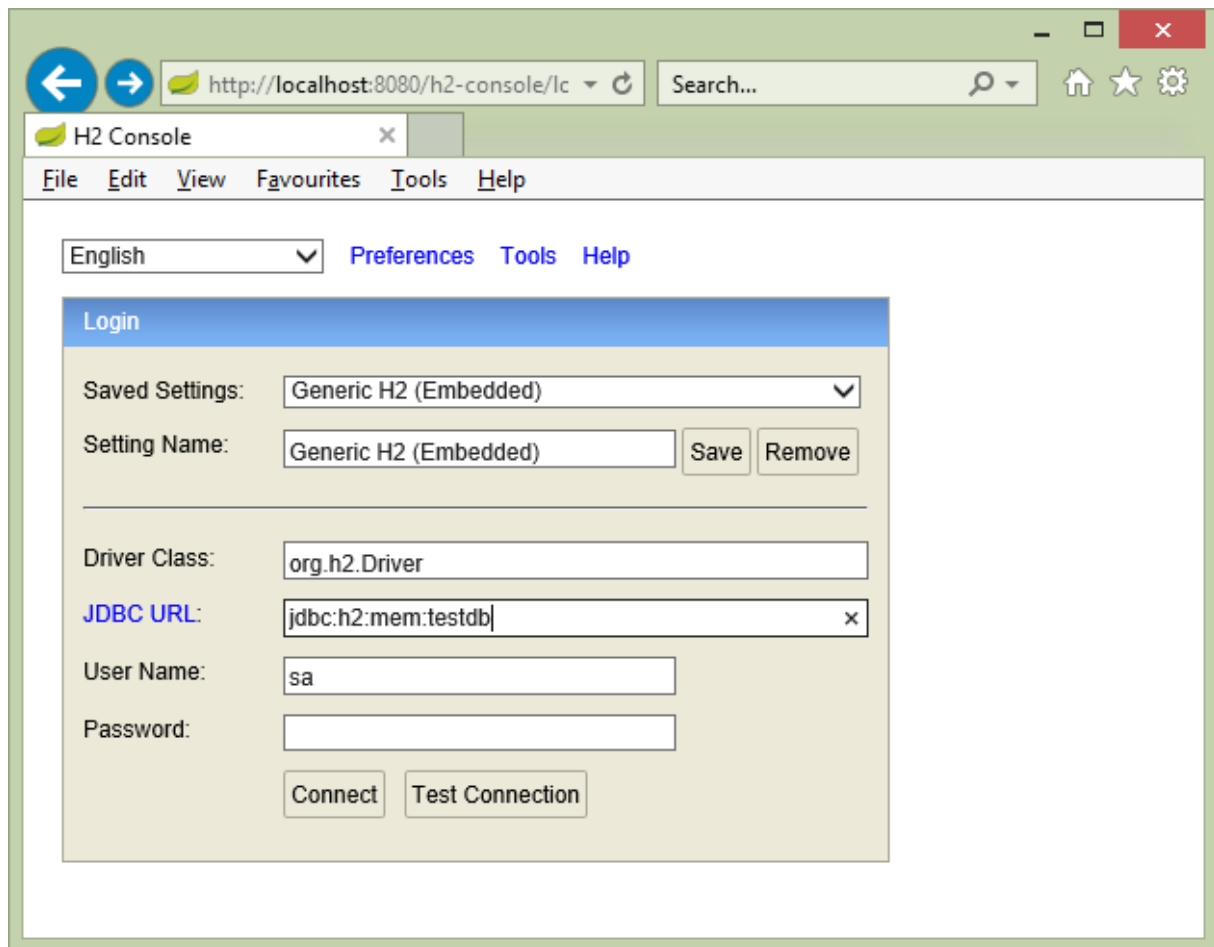 http://localhost:8080/h2-console/lc
Search...
H2 Console
File Edit View Favourites Tools Help
English Preferences Tools Help
Login
Saved Settings: Generic H2 (Embedded)
Setting Name: Generic H2 (Embedded) Save Remove
Driver Class: org.h2.Driver
JDBC URL: jdbc:h2:mem:testdb
User Name: sa
Password:
Connect Test Connection